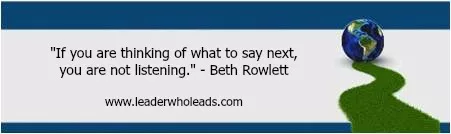 "If you are thinking of what to say next,
you are not listening." - Beth Rowlett
www.leaderwholeads.com